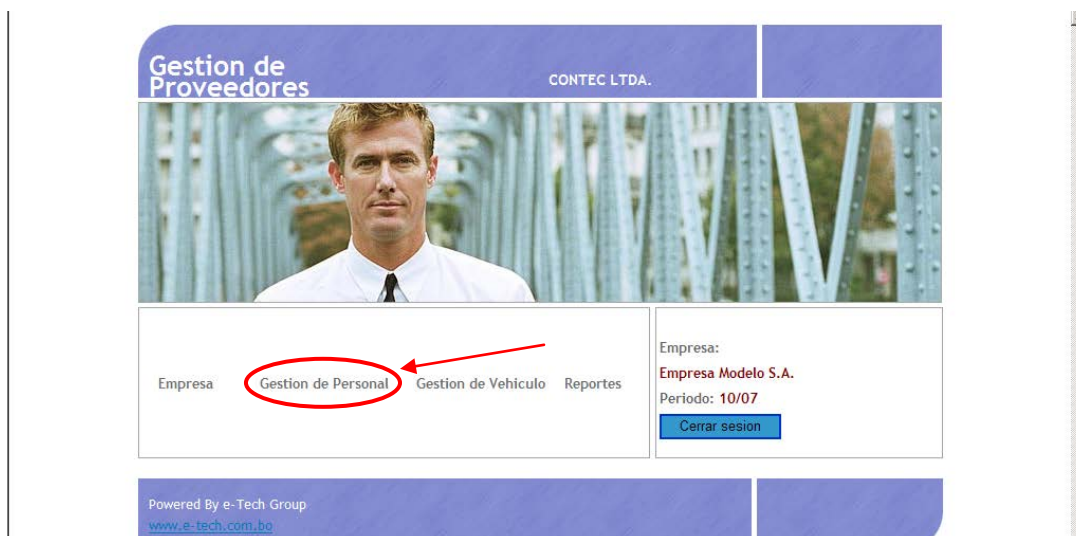 Gestion de
Proveedores
CONTEC LTDA.
Empresa
Gestion de Personal
Gestion de Vehiculo
Reportes
Empresa:
Empresa Modelo S.A.
Periodo: 10/07
Cerrar sesion
Powered By e-Tech Group
www.e-tech.com.bo